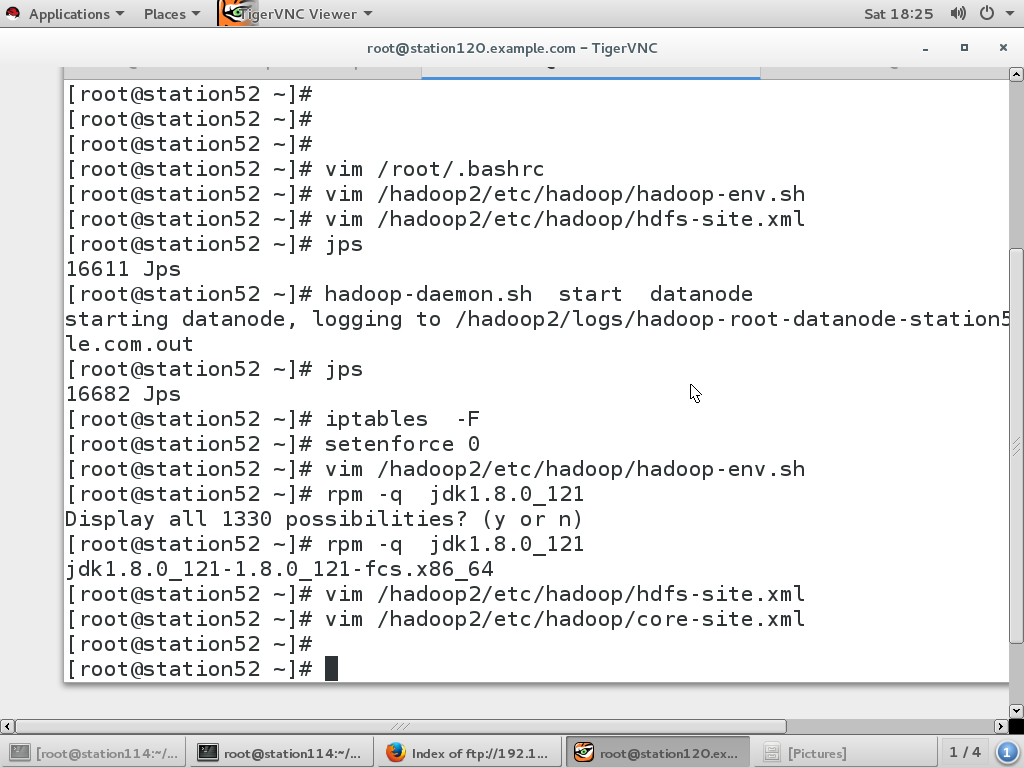 Applications Places TigerVNC Viewer Sat 18:25
root@station120.example.com – TigerVNC
[root@station52 ~]#
[root@station52 ~]#
[root@station52 ~]#
[root@station52 ~]# vim /root/.bashrc
[root@station52 ~]# vim /hadoop2/etc/hadoop/hadoop-env.sh
[root@station52 ~]# vim /hadoop2/etc/hadoop/hdfs-site.xml
[root@station52 ~]# jps
16611 Jps
[root@station52 ~]# hadoop-daemon.sh  start  datanode
starting datanode, logging to /hadoop2/logs/hadoop-root-datanode-station5
le.com.out
[root@station52 ~]# jps
16682 Jps
[root@station52 ~]# iptables  -F
[root@station52 ~]# setenforce 0
[root@station52 ~]# vim /hadoop2/etc/hadoop/hadoop-env.sh
[root@station52 ~]# rpm -q  jdk1.8.0_121
Display all 1330 possibilities? (y or n)
[root@station52 ~]# rpm -q  jdk1.8.0_121
jdk1.8.0_121-1.8.0_121-fcs.x86_64
[root@station52 ~]# vim /hadoop2/etc/hadoop/hdfs-site.xml
[root@station52 ~]# vim /hadoop2/etc/hadoop/core-site.xml
[root@station52 ~]#
[root@station52 ~]#
[root@station114:~/... root@station114:~/... Index of ftp://192.1... root@station120.ex... [Pictures] 1 / 4 1